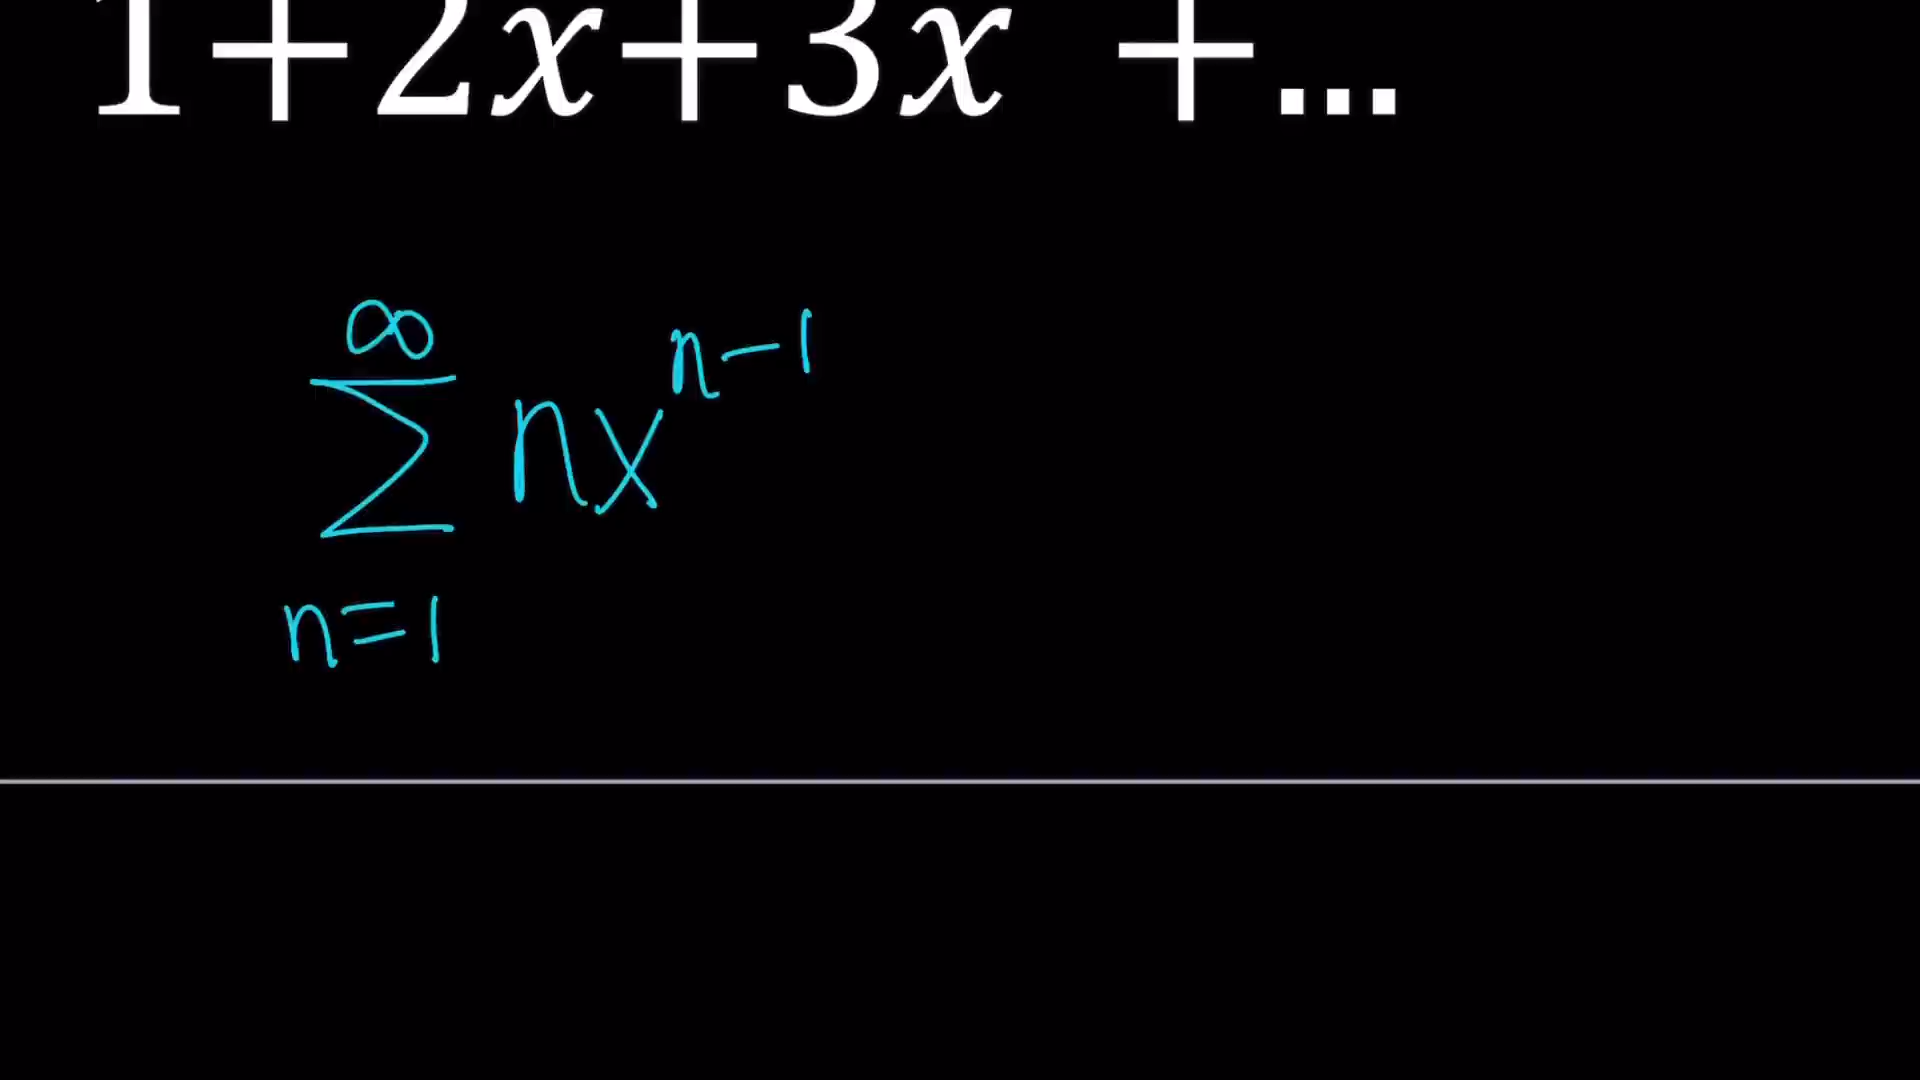 1+2x+3x +...
∞
∑ nx^{n-1}
n=1